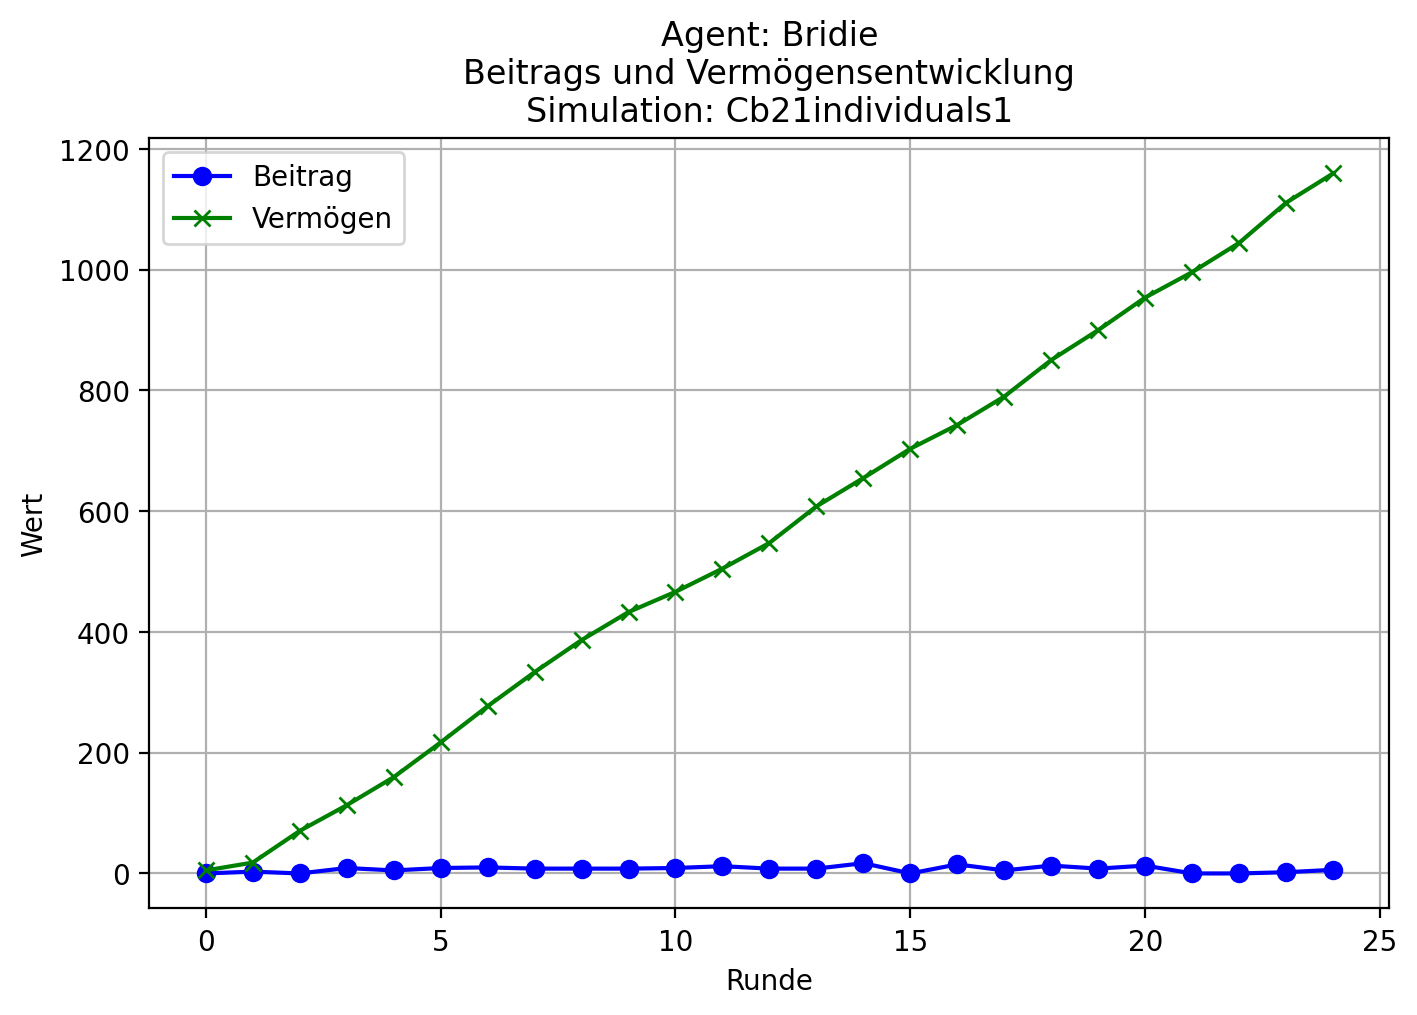 Agent: Bridie
Beitrags und Vermögensentwicklung
Simulation: Cb21individuals1
1200
1000
800
600
400
200
0
Wert
Beitrag
Vermögen
0 5 10 15 20 25
Runde